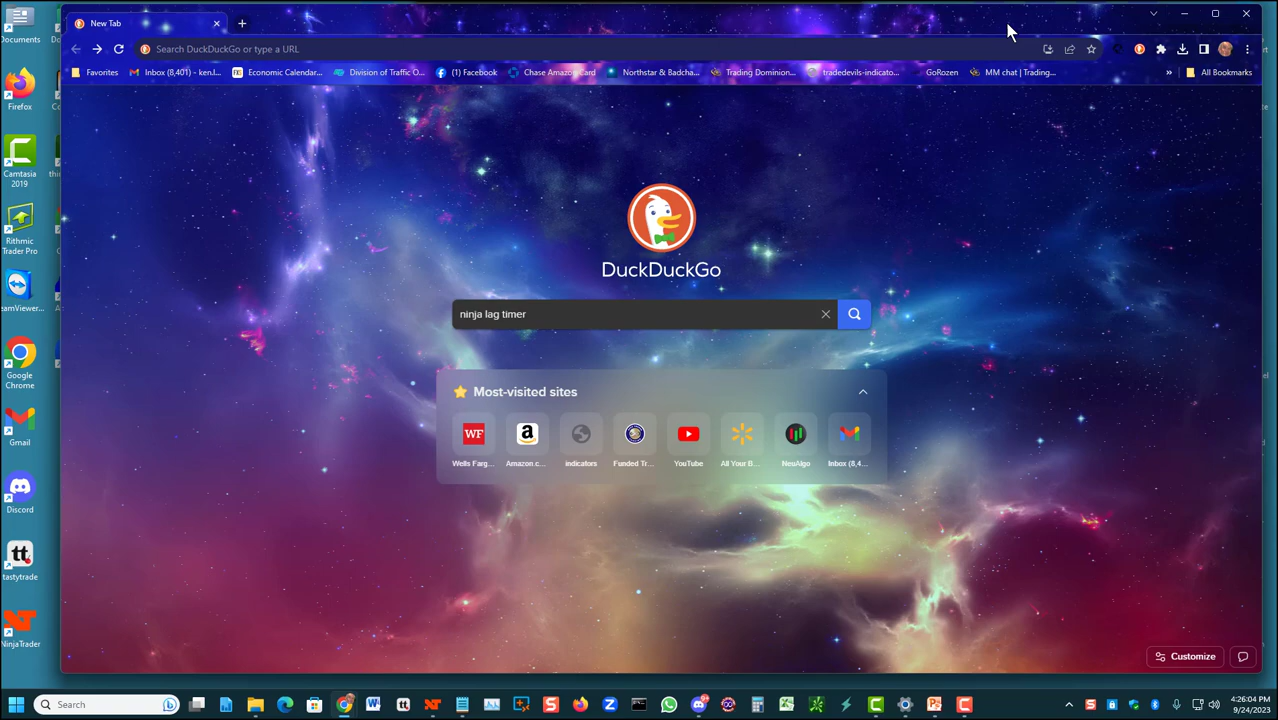 New Tab
Search DuckDuckGo or type a URL
Favorites
Inbox (8,401) - ken.l...
Economic Calendar...
Division of Traffic O...
(1) Facebook
Chase Amazon Card
Northstar & Badcha...
Trading Dominion...
tradedevils-indicato...
GoRozen
MM chat | Trading...
»
All Bookmarks
Documents
Firefox
Camtasia
2019
Rithmic
Trader Pro
eamViewer...
Google
Chrome
Gmail
Discord
tt
tastytrade
NinjaTrader
DuckDuckGo
ninja lag timer
Most-visited sites
WF
Wells Farg...
Amazon.c...
indicators
Funded Tr...
YouTube
All Your B...
NeuAlgo
Inbox (8,4...
Customize
Search
4:26:04 PM
9/24/2023